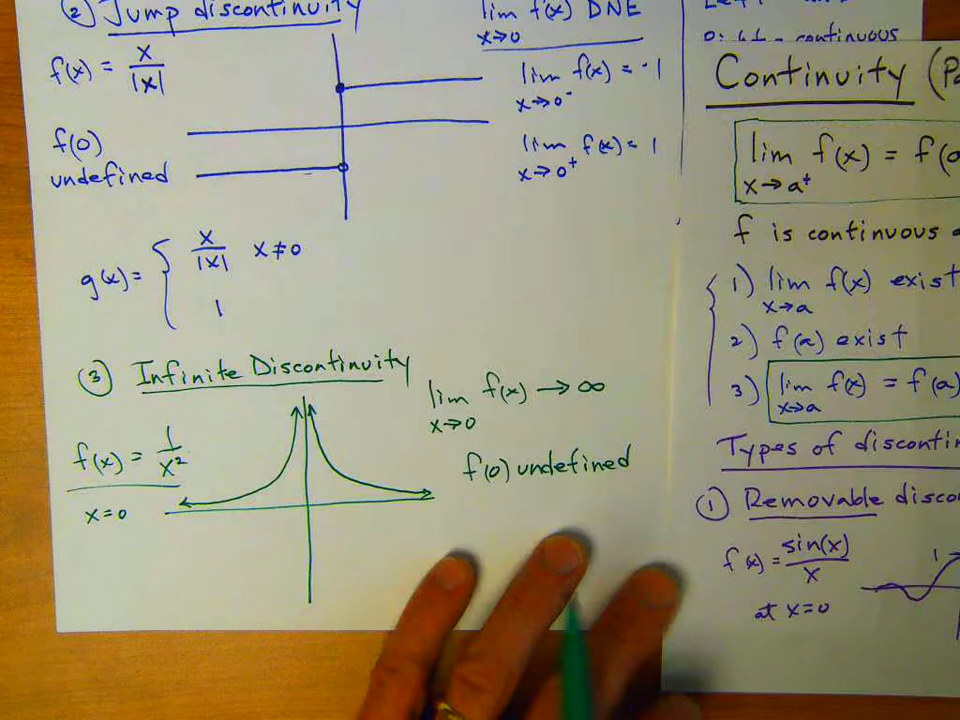 ② Jump discontinuity
f(x) = x/|x|
f(0)
undefined
lim f(x) DNE
x→0
lim f(x) = -1
x→0⁻
lim f(x) = 1
x→0⁺
g(x) = { x/|x| x≠0
1
③ Infinite Discontinuity
f(x) = 1/x²
x=0
lim f(x) → ∞
x→0
f(0) undefined
continuous
Continuity
lim f(x) = f(a
x→a⁺
f is continuous
1) lim f(x) exist
x→a
2) f(a) exist
3) lim f(x) = f(a)
x→a
Types of discontin
① Removable disco
f(x) = sin(x)/x
at x=0
1